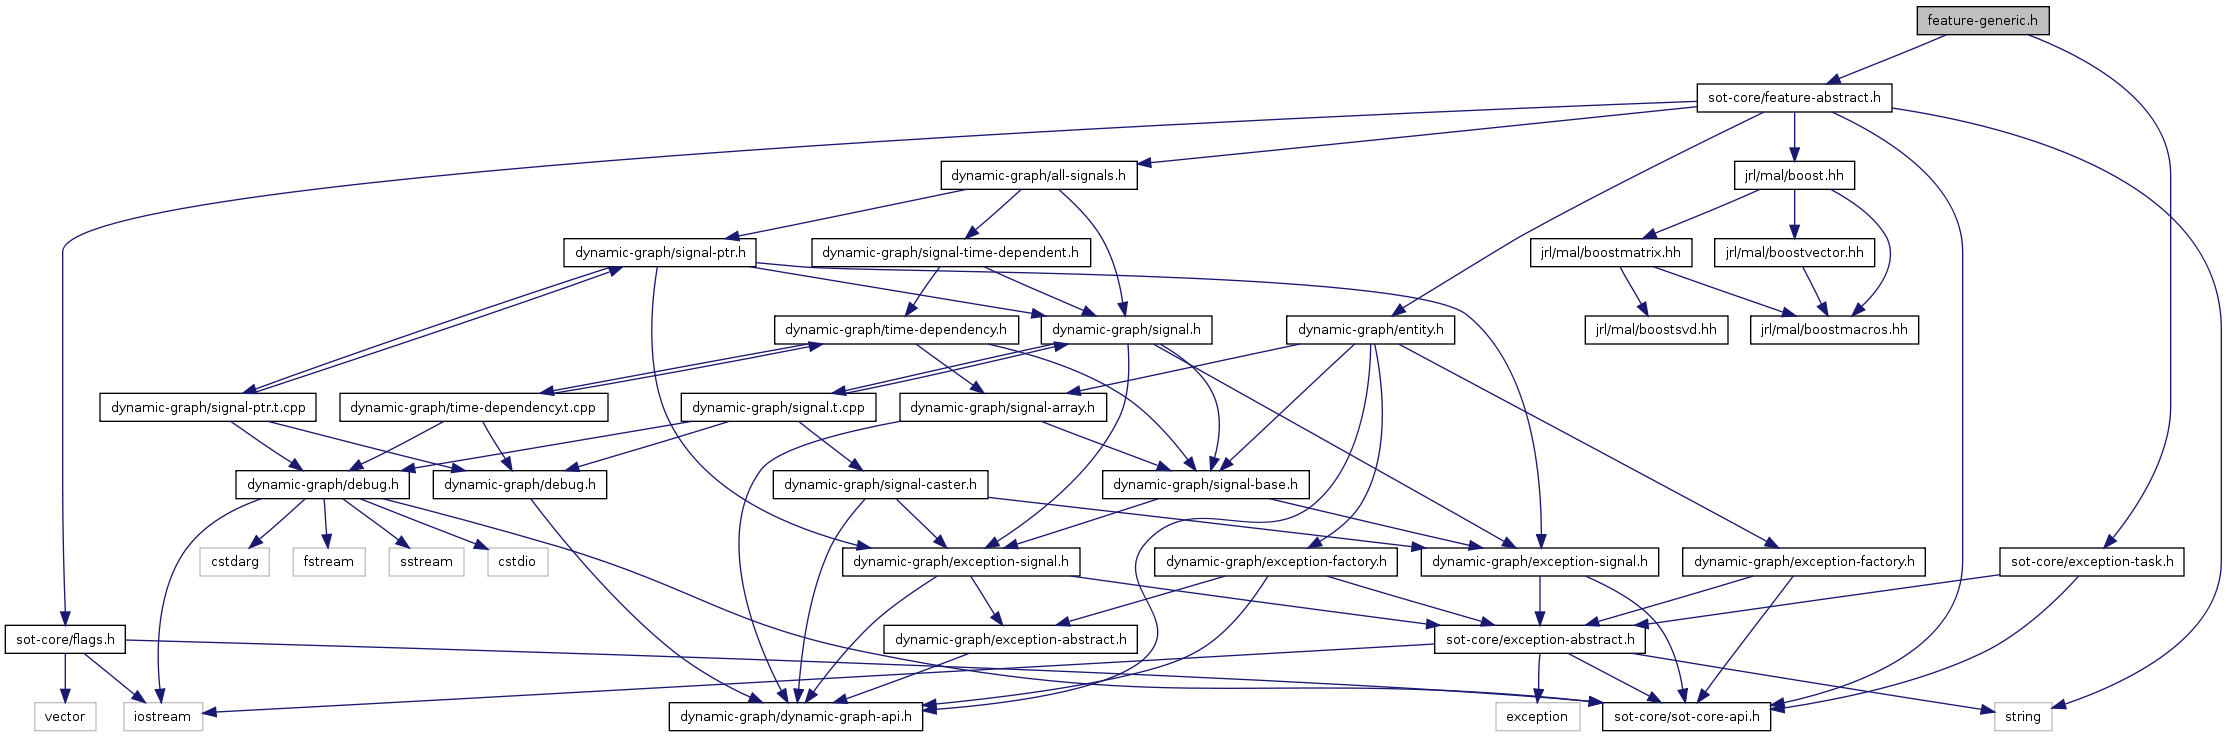 feature-generic.h
sot-core/feature-abstract.h
dynamic-graph/all-signals.h
jrl/mal/boost.hh
dynamic-graph/signal-ptr.h
dynamic-graph/signal-time-dependent.h
jrl/mal/boostmatrix.hh
jrl/mal/boostvector.hh
dynamic-graph/time-dependency.h
dynamic-graph/signal.h
dynamic-graph/entity.h
jrl/mal/boostsvd.hh
jrl/mal/boostmacros.hh
dynamic-graph/signal-ptr.t.cpp
dynamic-graph/time-dependency.t.cpp
dynamic-graph/signal.t.cpp
dynamic-graph/signal-array.h
dynamic-graph/debug.h
dynamic-graph/debug.h
dynamic-graph/signal-caster.h
dynamic-graph/signal-base.h
cstdarg
fstream
sstream
cstdio
dynamic-graph/exception-signal.h
dynamic-graph/exception-factory.h
dynamic-graph/exception-signal.h
dynamic-graph/exception-factory.h
sot-core/exception-task.h
sot-core/flags.h
dynamic-graph/exception-abstract.h
sot-core/exception-abstract.h
vector
iostream
dynamic-graph/dynamic-graph-api.h
exception
sot-core/sot-core-api.h
string